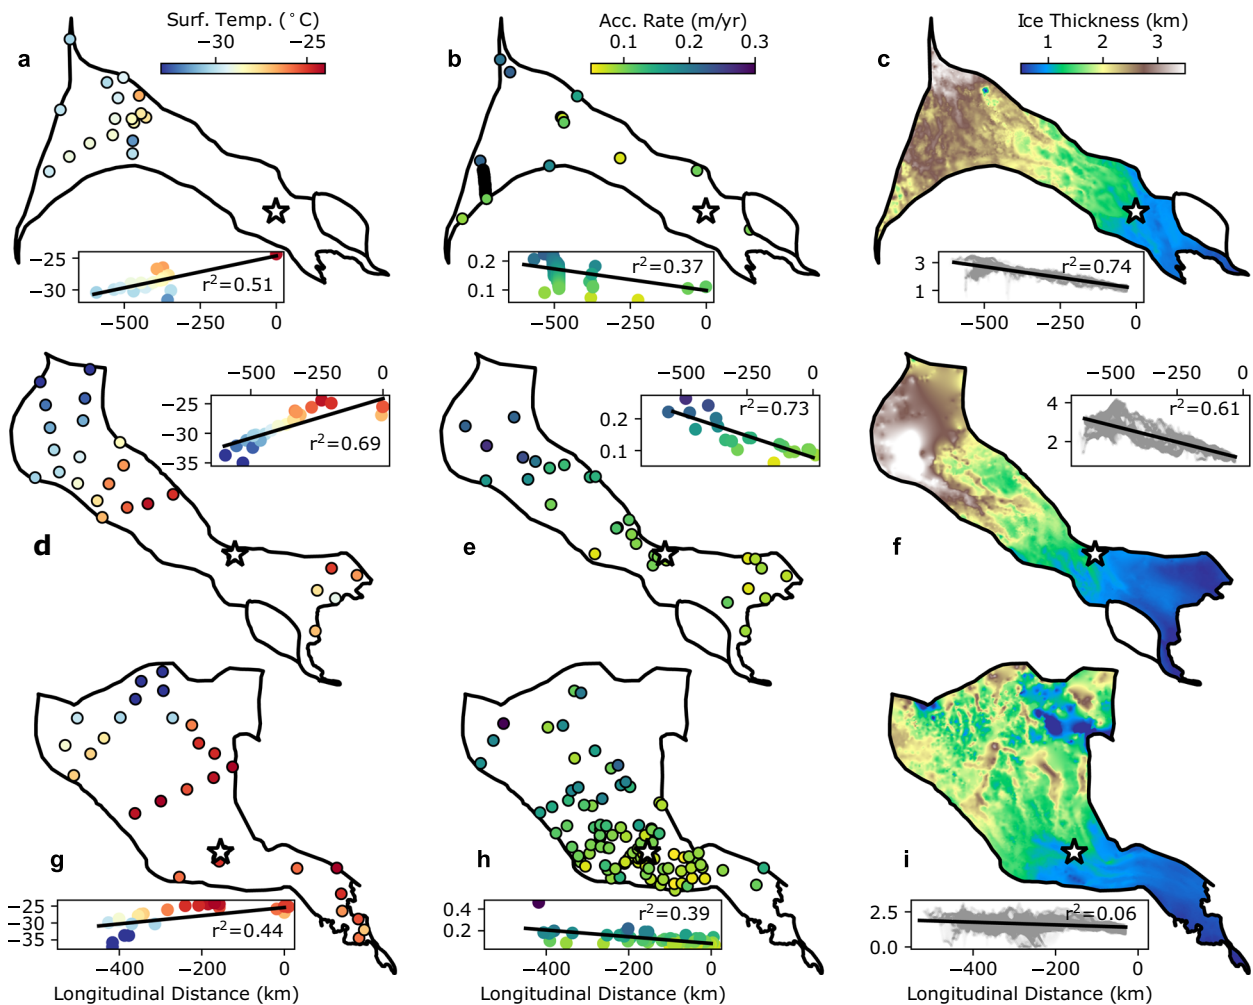 Surf. Temp. (°C)
−30 −25
a
−25
−30
r²=0.51
−500 −250 0
Acc. Rate (m/yr)
0.1 0.2 0.3
b
0.2
0.1
r²=0.37
−500 −250 0
Ice Thickness (km)
1 2 3
c
3
1
r²=0.74
−500 −250 0
d
−500 −250 0
−25
−30
−35
r²=0.69
e
−500 −250 0
0.2
0.1
r²=0.73
f
−500 −250 0
4
2
r²=0.61
g
−25
−30
−35
r²=0.44
−400 −200 0
Longitudinal Distance (km)
h
0.4
0.2
r²=0.39
−400 −200 0
Longitudinal Distance (km)
i
2.5
0.0
r²=0.06
−400 −200 0
Longitudinal Distance (km)